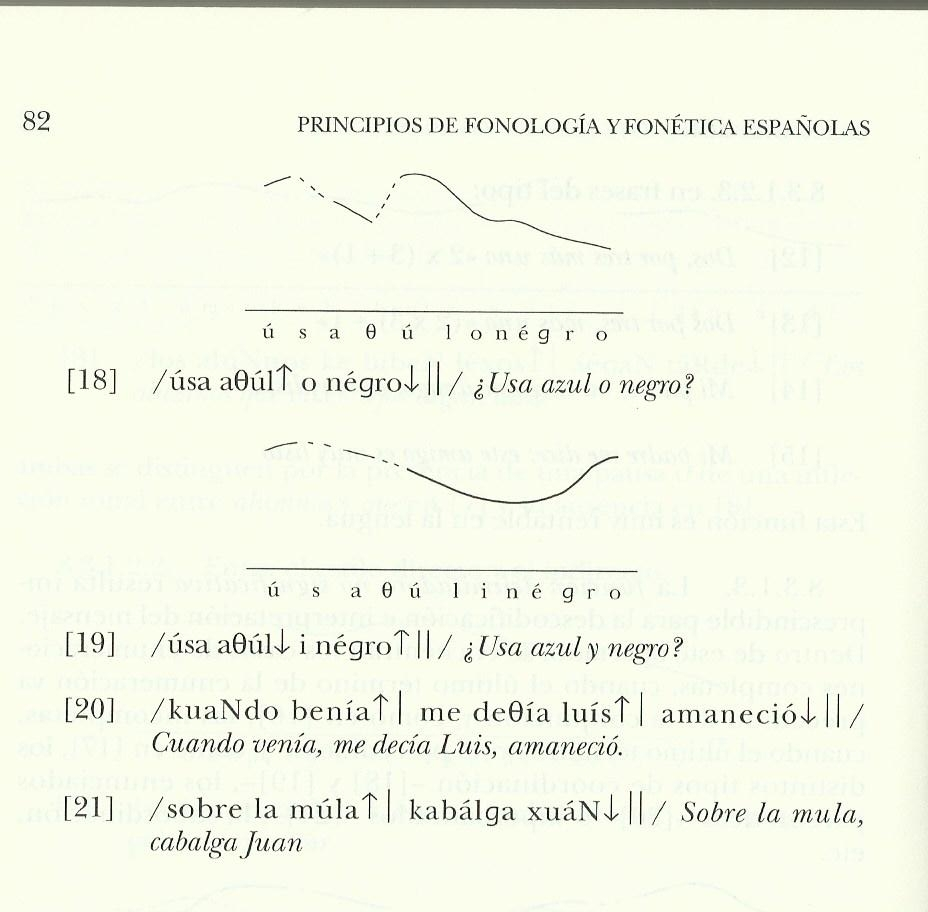 82
PRINCIPIOS DE FONOLOGÍA Y FONÉTICA ESPAÑOLAS
ú s a θ ú l o n é g r o
[18] /úsa aθúl↑ o négro↓||/ ¿Usa azul o negro?
ú s a θ ú l i n é g r o
[19] /úsa aθúl↓ i négro↑||/ ¿Usa azul y negro?
[20] /kuaNdo benía↑| me deθía luís↑| amaneció↓||/
Cuando venía, me decía Luis, amaneció.
[21] /sobre la múla↑| kabálga xuáN↓||/ Sobre la mula,
cabalga Juan